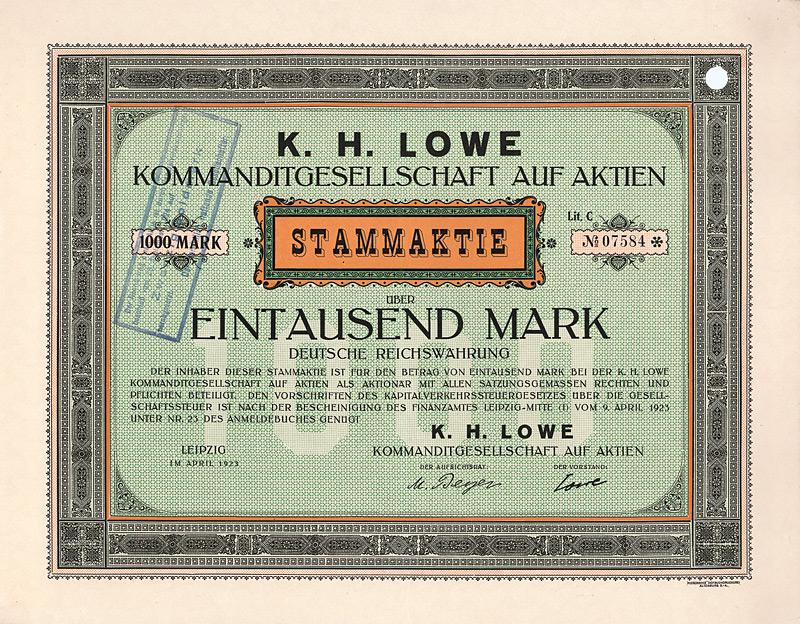 K. H. LOWE
KOMMANDITGESELLSCHAFT AUF AKTIEN
Lit. C
1000 MARK
STAMMAKTIE
№ 07584 *
ÜBER
EINTAUSEND MARK
DEUTSCHE REICHSWÄHRUNG
DER INHABER DIESER STAMMAKTIE IST FÜR DEN BETRAG VON EINTAUSEND MARK BEI DER K. H. LOWE
KOMMANDITGESELLSCHAFT AUF AKTIEN ALS AKTIONÄR MIT ALLEN SATZUNGSGEMÄSSEN RECHTEN UND
PFLICHTEN BETEILIGT. DEN VORSCHRIFTEN DES KAPITALVERKEHRSSTEUERGESETZES ÜBER DIE GESELL-
SCHAFTSSTEUER IST NACH DER BESCHEINIGUNG DES FINANZAMTES LEIPZIG-MITTE (I) VOM 9. APRIL 1923
UNTER NR. 23 DES ANMELDEBUCHES GENÜGT
1000
K. H. LOWE
LEIPZIG
KOMMANDITGESELLSCHAFT AUF AKTIEN
IM APRIL 1923
DER AUFSICHTSRAT:
DER VORSTAND:
M. Beyer
Lowe